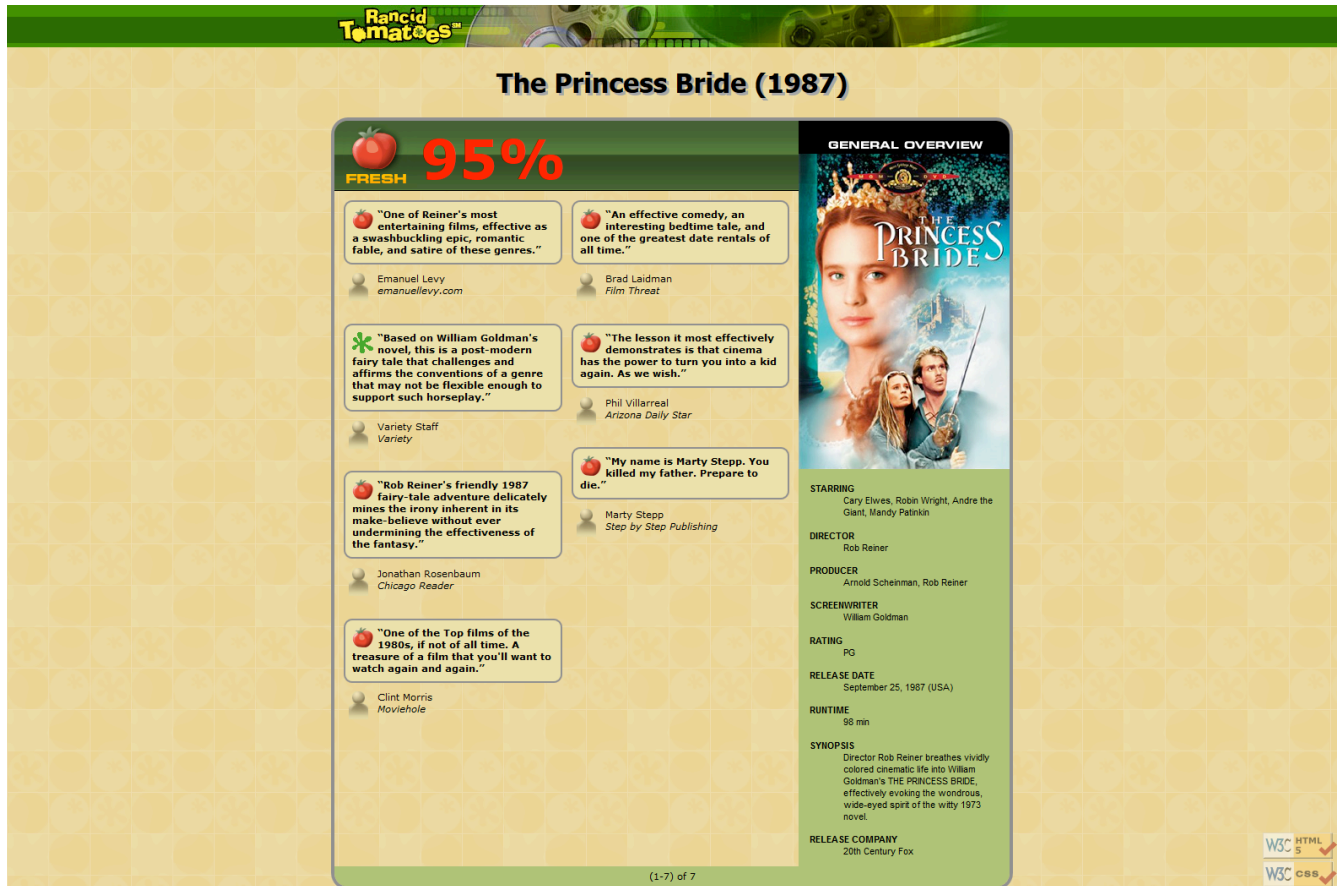 Rancid
Tomatoes SM
The Princess Bride (1987)
FRESH
95%
“One of Reiner's most
entertaining films, effective as
a swashbuckling epic, romantic
fable, and satire of these genres.”
Emanuel Levy
emanuellevy.com
“Based on William Goldman's
novel, this is a post-modern
fairy tale that challenges and
affirms the conventions of a genre
that may not be flexible enough to
support such horseplay.”
Variety Staff
Variety
“Rob Reiner's friendly 1987
fairy-tale adventure delicately
mines the irony inherent in its
make-believe without ever
undermining the effectiveness of
the fantasy.”
Jonathan Rosenbaum
Chicago Reader
“One of the Top films of the
1980s, if not of all time. A
treasure of a film that you'll want to
watch again and again.”
Clint Morris
Moviehole
“An effective comedy, an
interesting bedtime tale, and
one of the greatest date rentals of
all time.”
Brad Laidman
Film Threat
“The lesson it most effectively
demonstrates is that cinema
has the power to turn you into a kid
again. As we wish.”
Phil Villarreal
Arizona Daily Star
“My name is Marty Stepp. You
killed my father. Prepare to
die.”
Marty Stepp
Step by Step Publishing
GENERAL OVERVIEW
MGM DVD
THE
PRINCESS
BRIDE
STARRING
Cary Elwes, Robin Wright, Andre the
Giant, Mandy Patinkin
DIRECTOR
Rob Reiner
PRODUCER
Arnold Scheinman, Rob Reiner
SCREENWRITER
William Goldman
RATING
PG
RELEASE DATE
September 25, 1987 (USA)
RUNTIME
98 min
SYNOPSIS
Director Rob Reiner breathes vividly
colored cinematic life into William
Goldman's THE PRINCESS BRIDE,
effectively evoking the wondrous,
wide-eyed spirit of the witty 1973
novel.
RELEASE COMPANY
20th Century Fox
(1-7) of 7
W3C HTML 5
W3C CSS